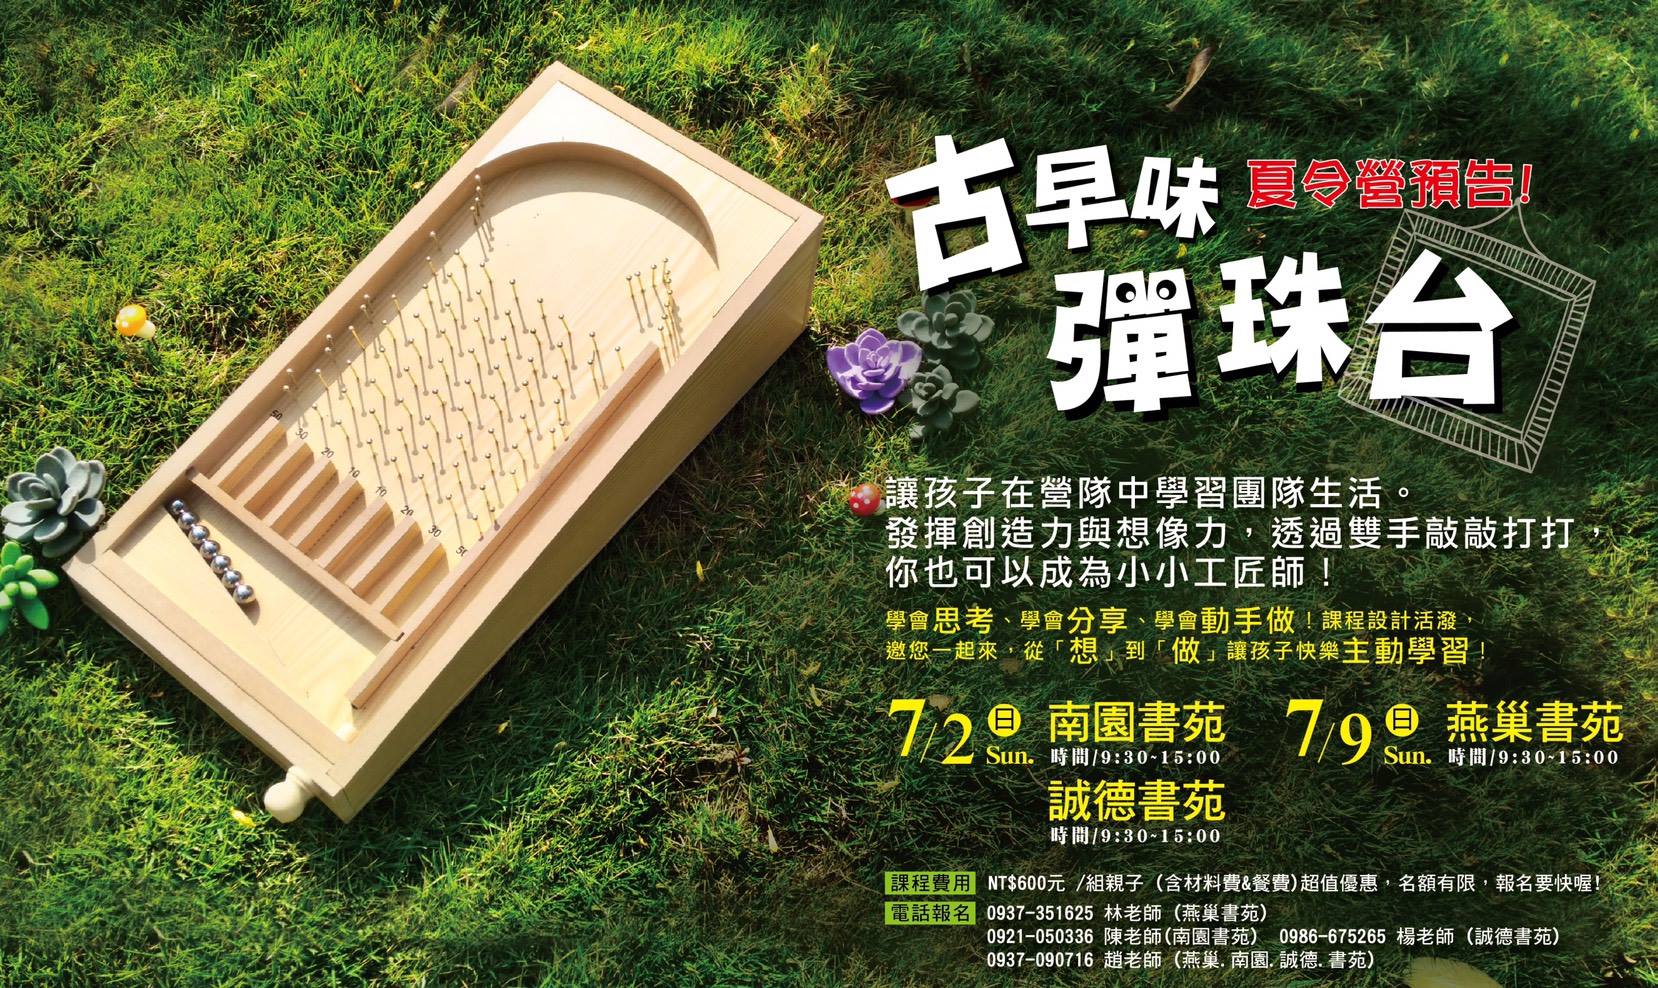 古早味 夏令營預告!
彈珠台
讓孩子在營隊中學習團隊生活。
發揮創造力與想像力，透過雙手敲敲打打，
你也可以成為小小工匠師！
學會思考、學會分享、學會動手做！課程設計活潑，
邀您一起來，從「想」到「做」讓孩子快樂主動學習！
7/2 日 Sun. 南園書苑 7/9 日 Sun. 燕巢書苑
時間/9:30~15:00 時間/9:30~15:00
誠德書苑
時間/9:30~15:00
課程費用 NT$600元 /組親子 (含材料費&餐費)超值優惠，名額有限，報名要快喔!
電話報名 0937-351625 林老師 (燕巢書苑)
0921-050336 陳老師(南園書苑) 0986-675265 楊老師 (誠德書苑)
0937-090716 趙老師 (燕巢.南園.誠德.書苑)
50
30
20
10
10
20
30